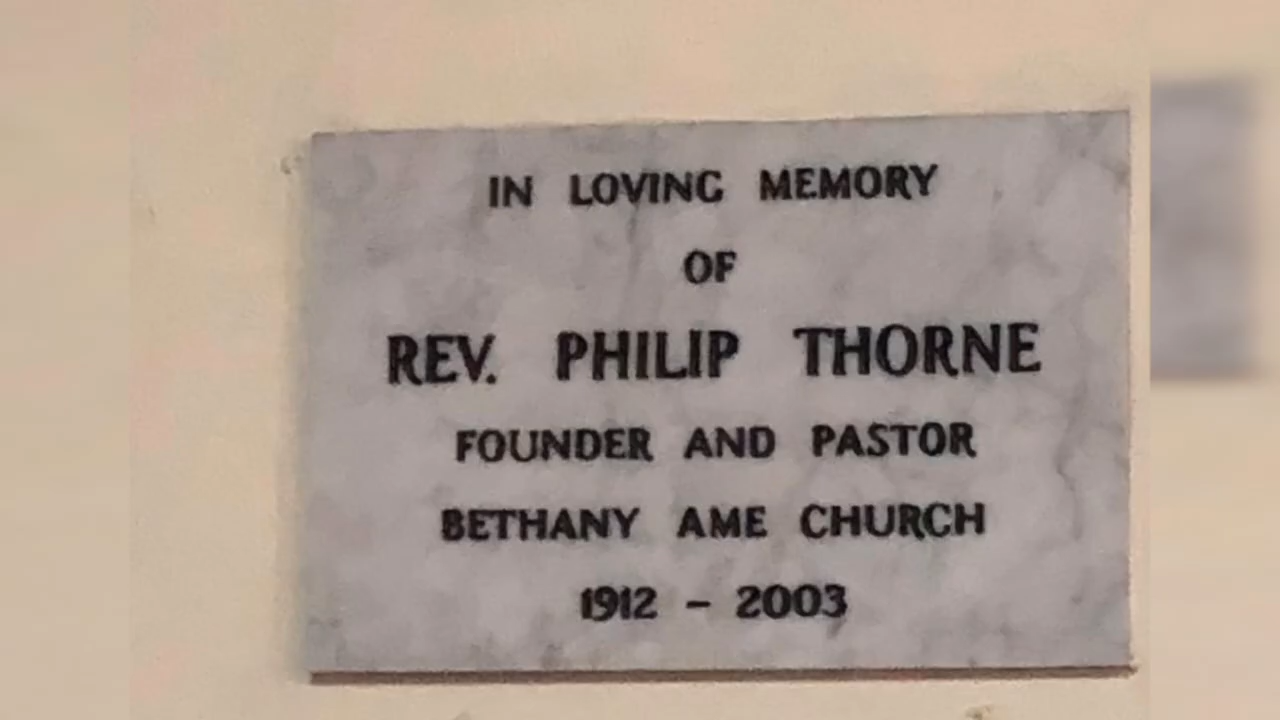 IN LOVING MEMORY
OF
REV. PHILIP THORNE
FOUNDER AND PASTOR
BETHANY AME CHURCH
1912 - 2003